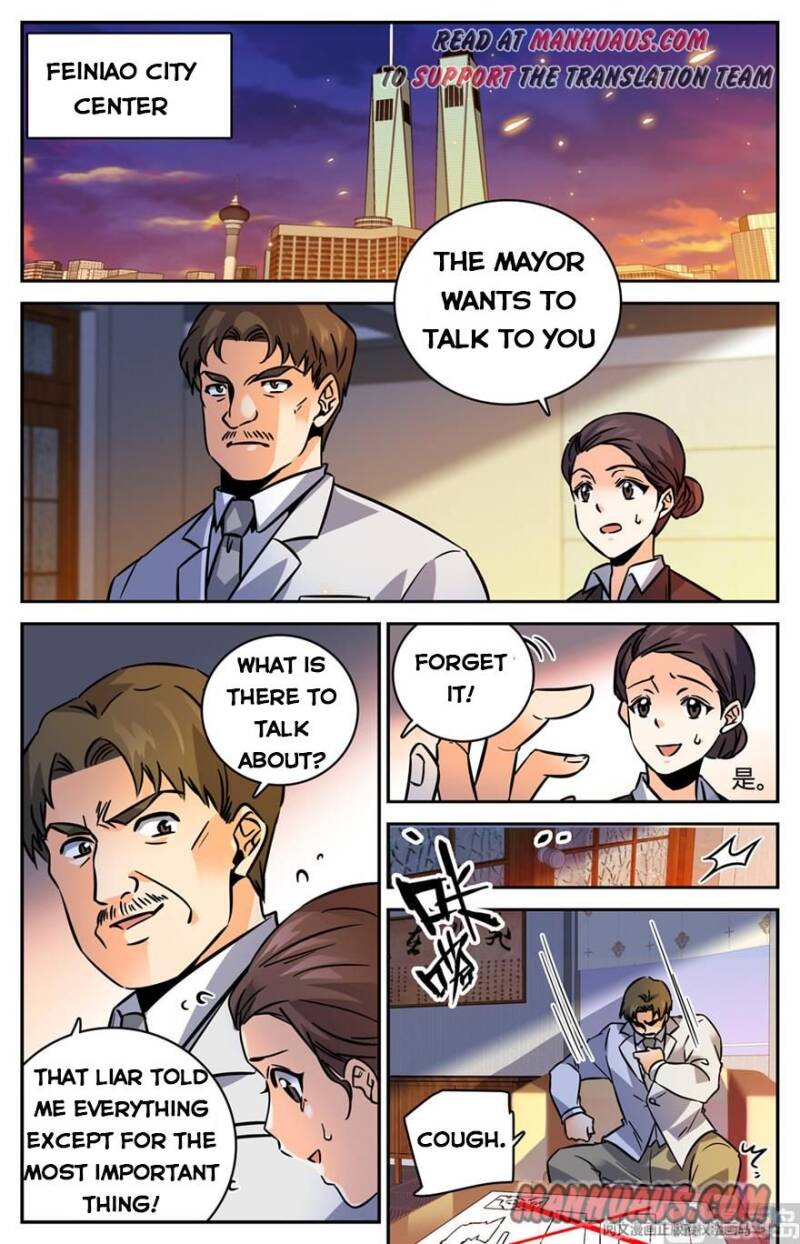 READ AT MANHUAUS.COM
TO SUPPORT THE TRANSLATION TEAM
FEINIAO CITY
CENTER
THE MAYOR
WANTS TO
TALK TO YOU
WHAT IS
THERE TO
TALK
ABOUT?
THAT LIAR TOLD
ME EVERYTHING
EXCEPT FOR THE
MOST IMPORTANT
THING!
FORGET
IT!
是。
COUGH.
MANHUAUS.COM